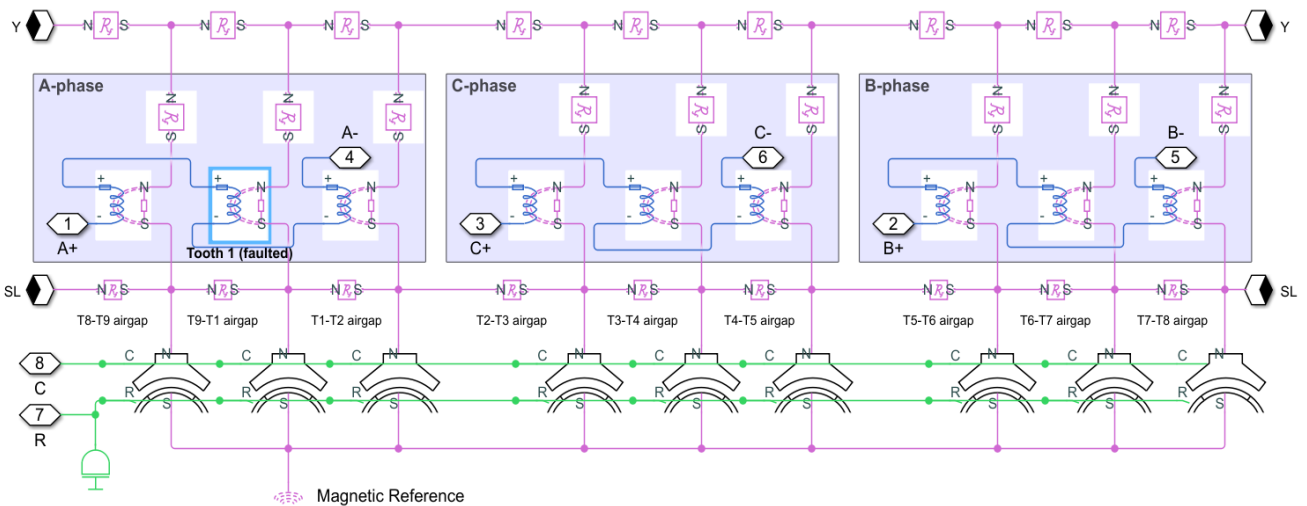 Y N R S N R S N R S N R S N R S N R S N R S N R S N R S Y
A-phase C-phase B-phase
N N N N N N N N N
R R R R R R R R R
S S S S S S S S S
A- C- B-
4 6 5
+ N + N + N + N + N + N + N + N + N
1 - S - S - S 3 - S - S - S 2 - S - S - S
A+ C+ B+
Tooth 1 (faulted)
SL N R S N R S N R S N R S N R S N R S N R S N R S N R S SL
T8-T9 airgap T9-T1 airgap T1-T2 airgap T2-T3 airgap T3-T4 airgap T4-T5 airgap T5-T6 airgap T6-T7 airgap T7-T8 airgap
8 C N C N C N C N C N C N C N C N C N
C
7 R S R S R S R S R S R S R S R S R S
R
Magnetic Reference